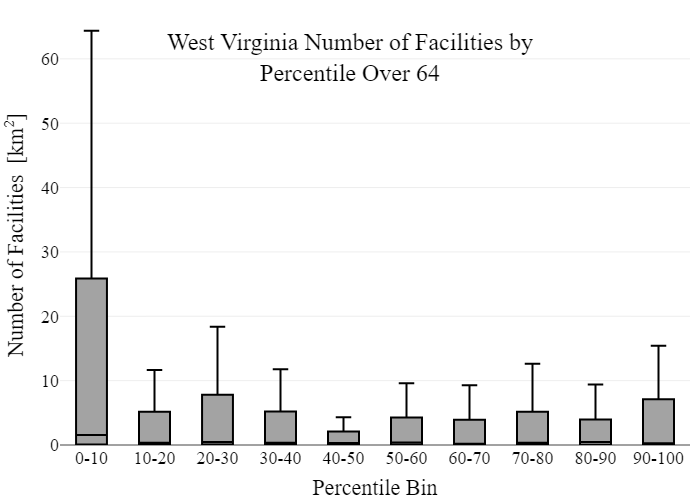 West Virginia Number of Facilities by
Percentile Over 64
Number of Facilities [km²]
60
50
40
30
20
10
0
0-10 10-20 20-30 30-40 40-50 50-60 60-70 70-80 80-90 90-100
Percentile Bin